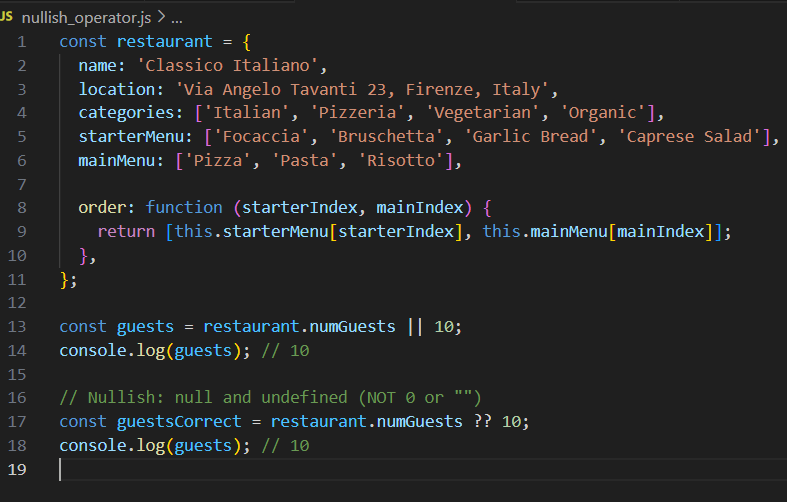 JS nullish_operator.js > ...
1 const restaurant = {
2 name: 'Classico Italiano',
3 location: 'Via Angelo Tavanti 23, Firenze, Italy',
4 categories: ['Italian', 'Pizzeria', 'Vegetarian', 'Organic'],
5 starterMenu: ['Focaccia', 'Bruschetta', 'Garlic Bread', 'Caprese Salad'],
6 mainMenu: ['Pizza', 'Pasta', 'Risotto'],
7
8 order: function (starterIndex, mainIndex) {
9 return [this.starterMenu[starterIndex], this.mainMenu[mainIndex]];
10 },
11 };
12
13 const guests = restaurant.numGuests || 10;
14 console.log(guests); // 10
15
16 // Nullish: null and undefined (NOT 0 or "")
17 const guestsCorrect = restaurant.numGuests ?? 10;
18 console.log(guests); // 10
19